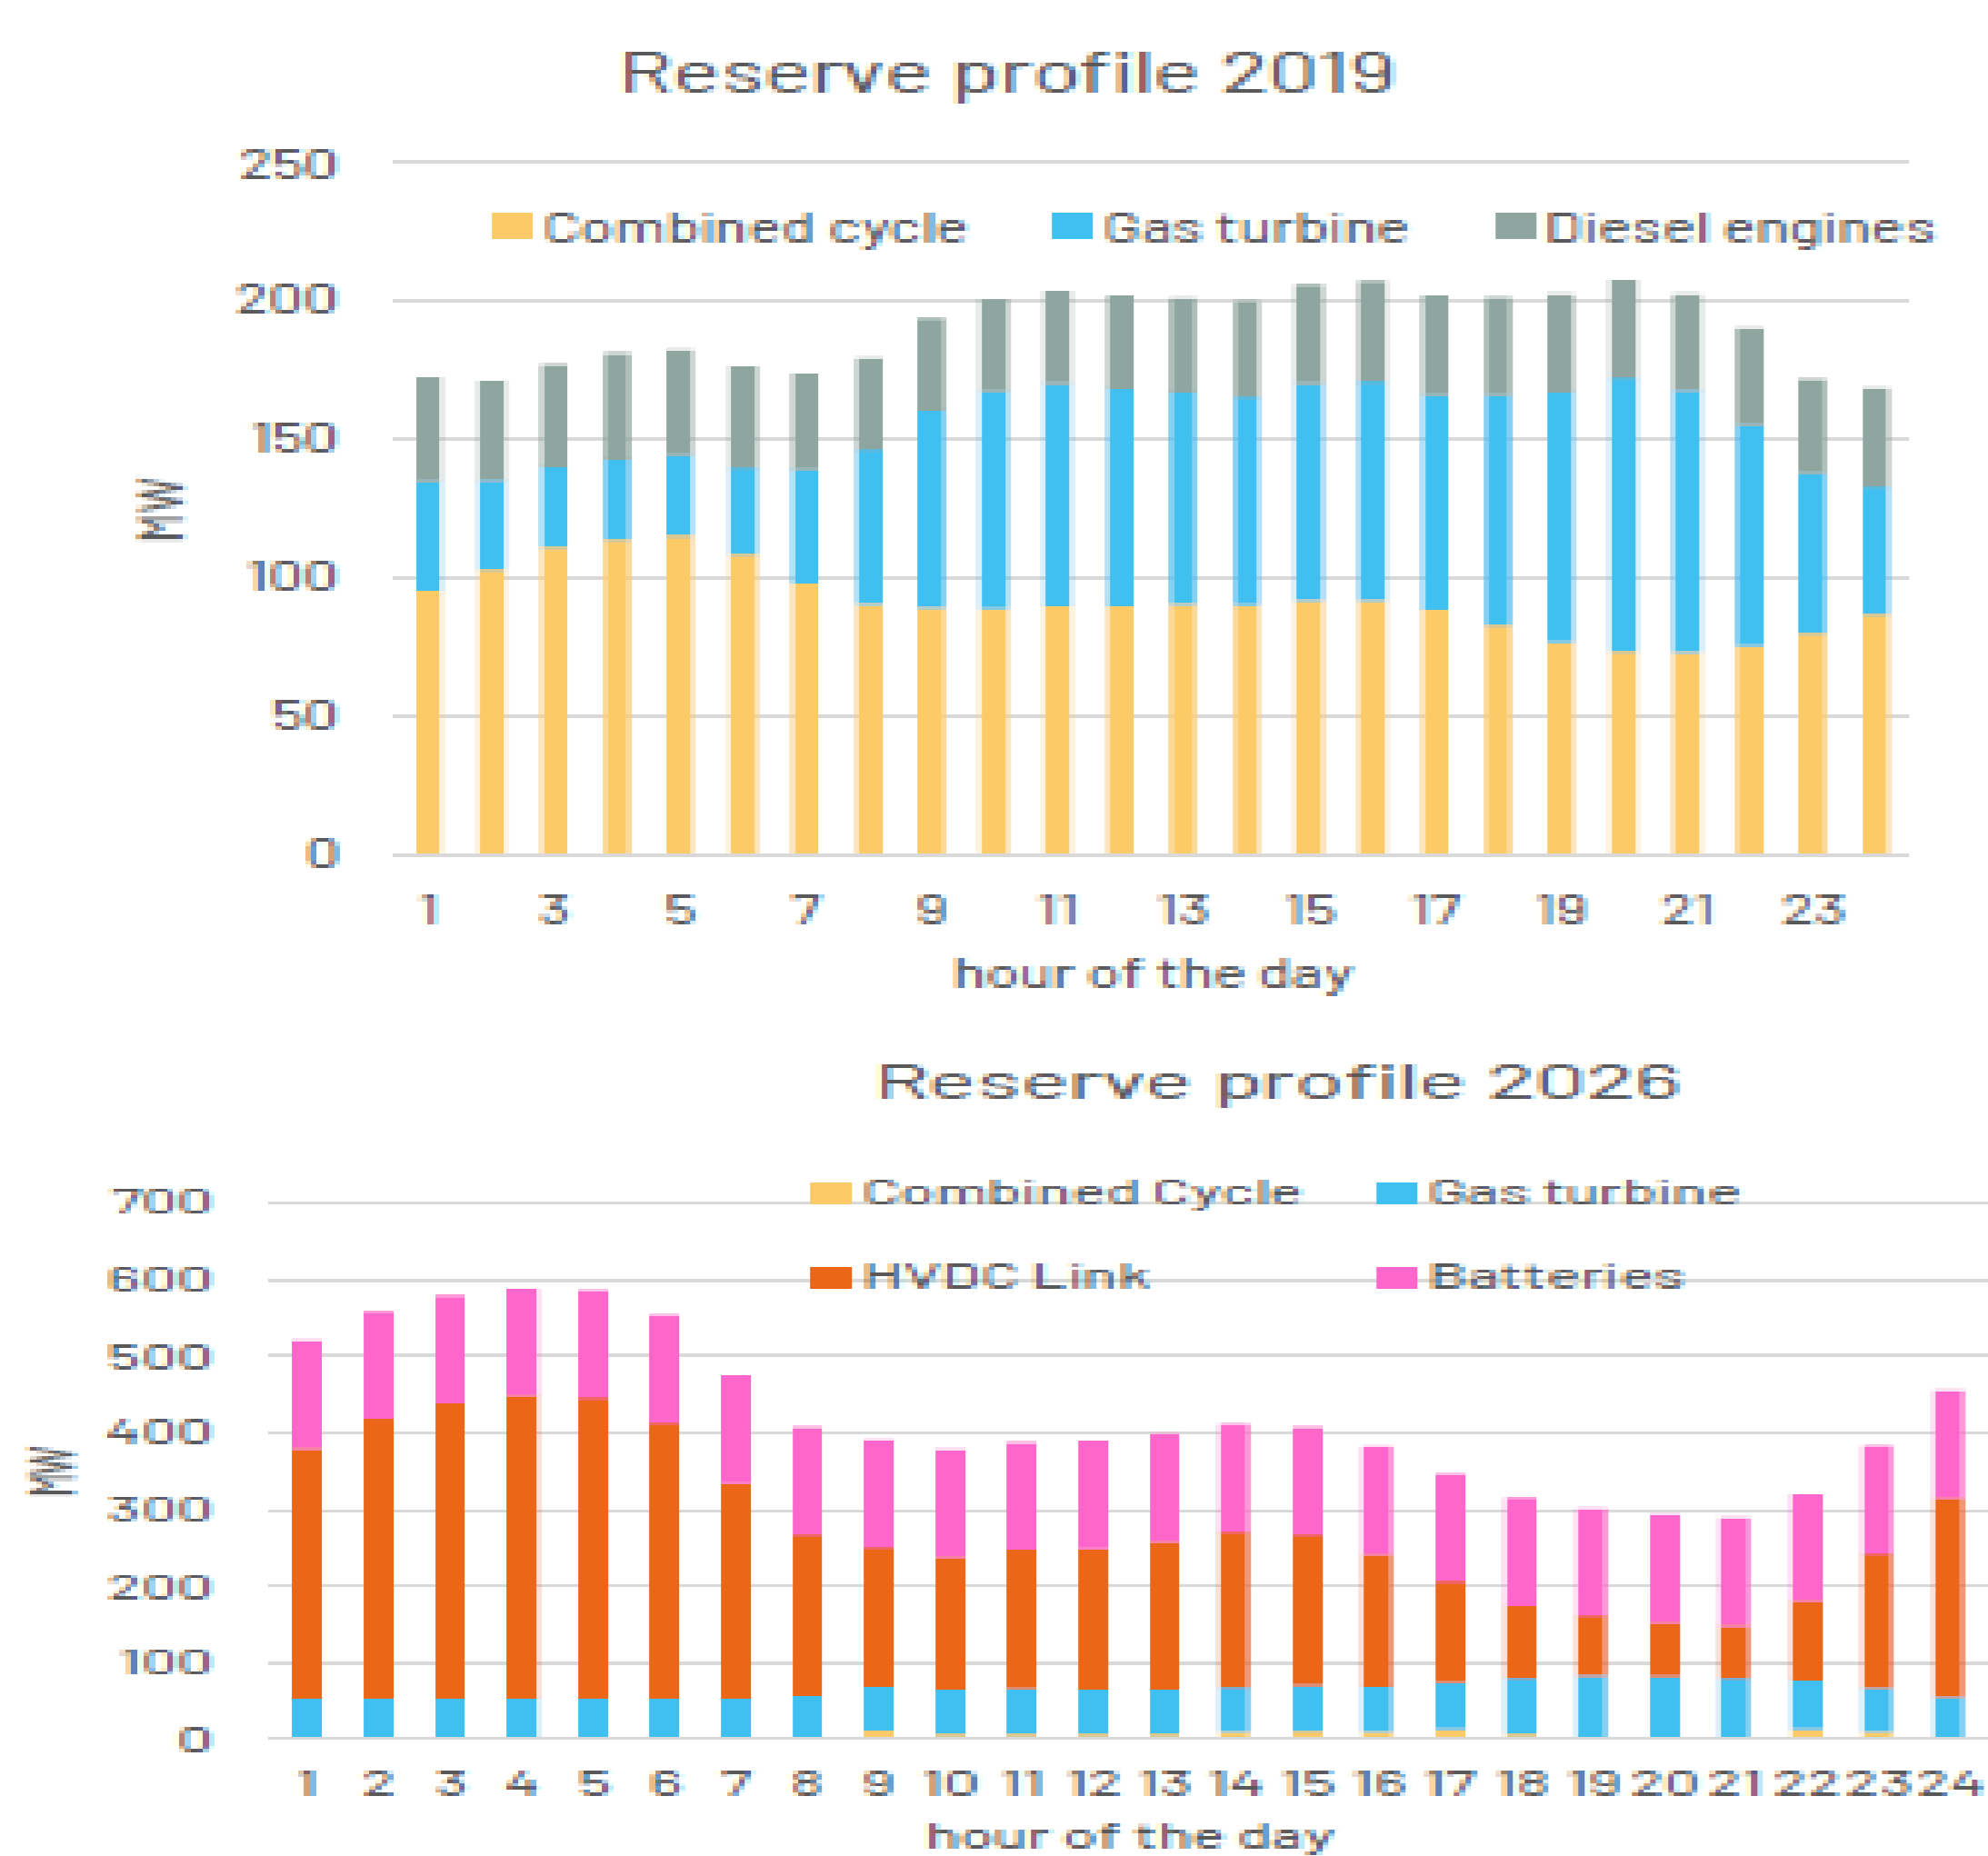 Reserve profile 2019
250
Combined cycle Gas turbine Diesel engines
200
150
MW
100
50
0
1 3 5 7 9 11 13 15 17 19 21 23
hour of the day
Reserve profile 2026
Combined Cycle Gas turbine
700
HVDC Link Batteries
600
500
400
MW
300
200
100
0
1 2 3 4 5 6 7 8 9 10 11 12 13 14 15 16 17 18 19 20 21 22 23 24
hour of the day